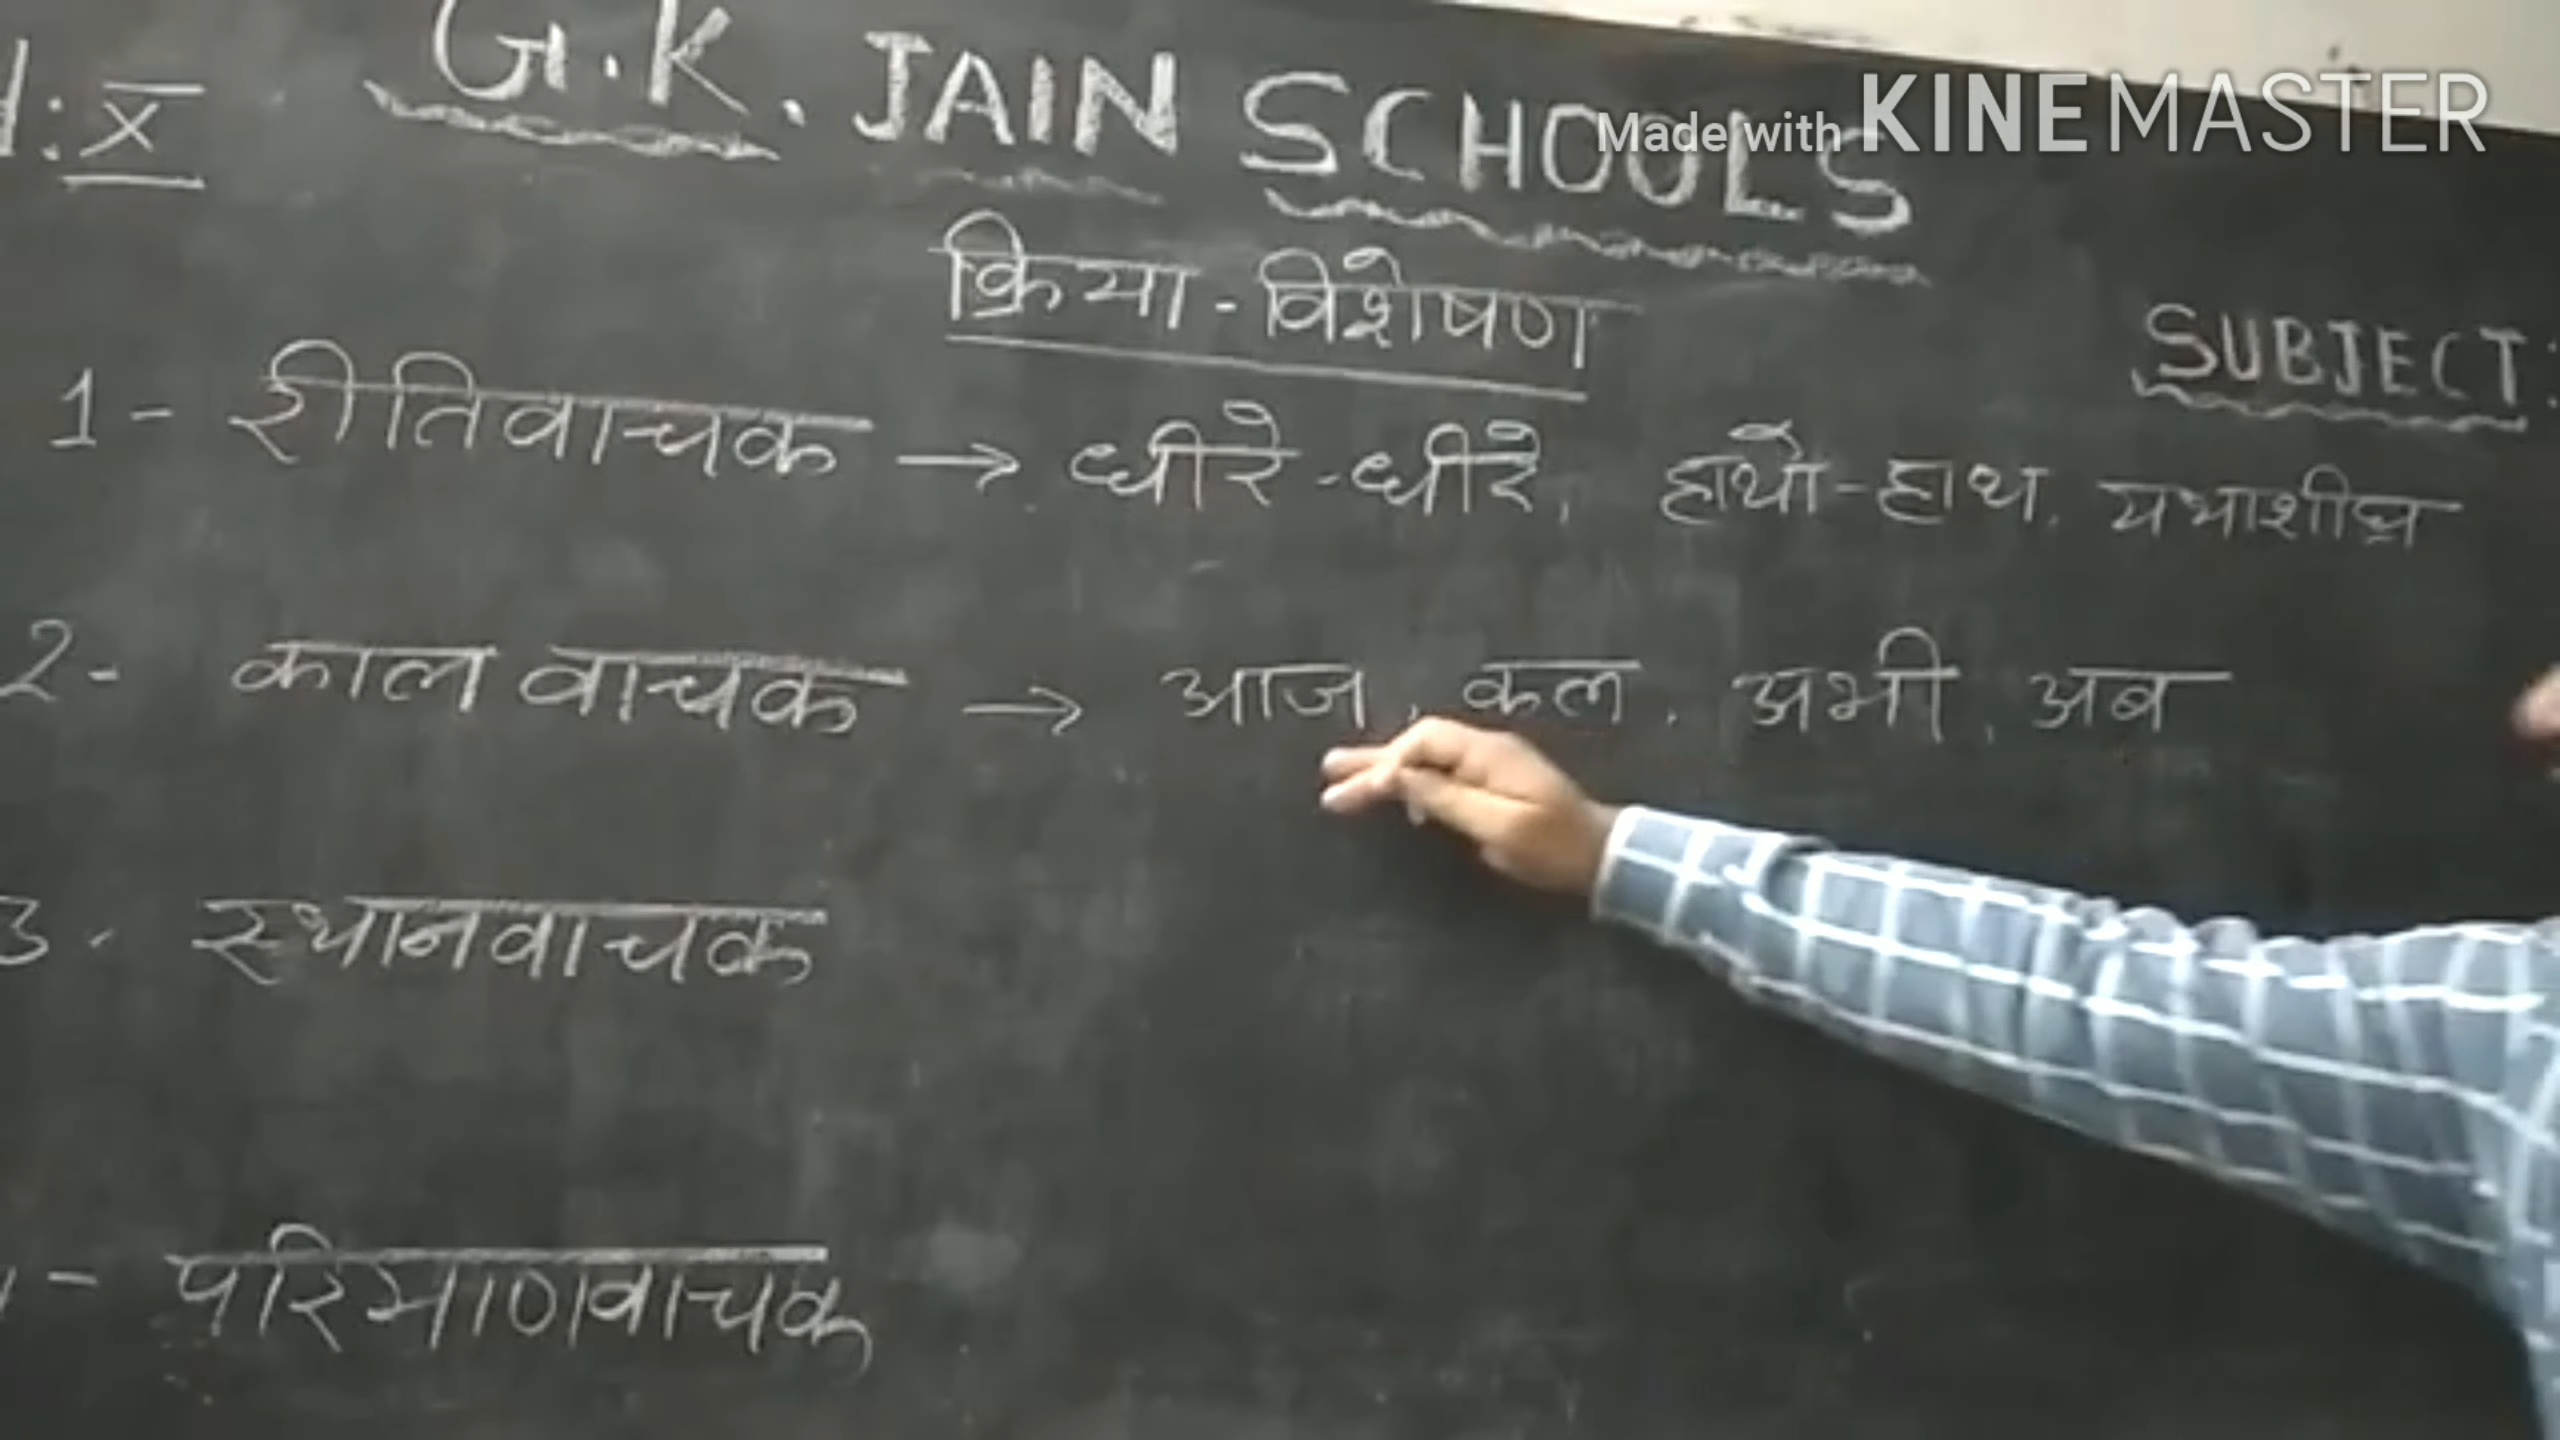 G.K. JAIN SCHOOLS
Made with KINEMASTER
: X
क्रिया-विशेषण
SUBJECT:
1- रीतिवाचक → धीरे-धीरे, हाथों-हाथ, यथाशीघ्र
2- काल वाचक → आज, कल, अभी, अब
3. स्थानवाचक
- परिमाणवाचक